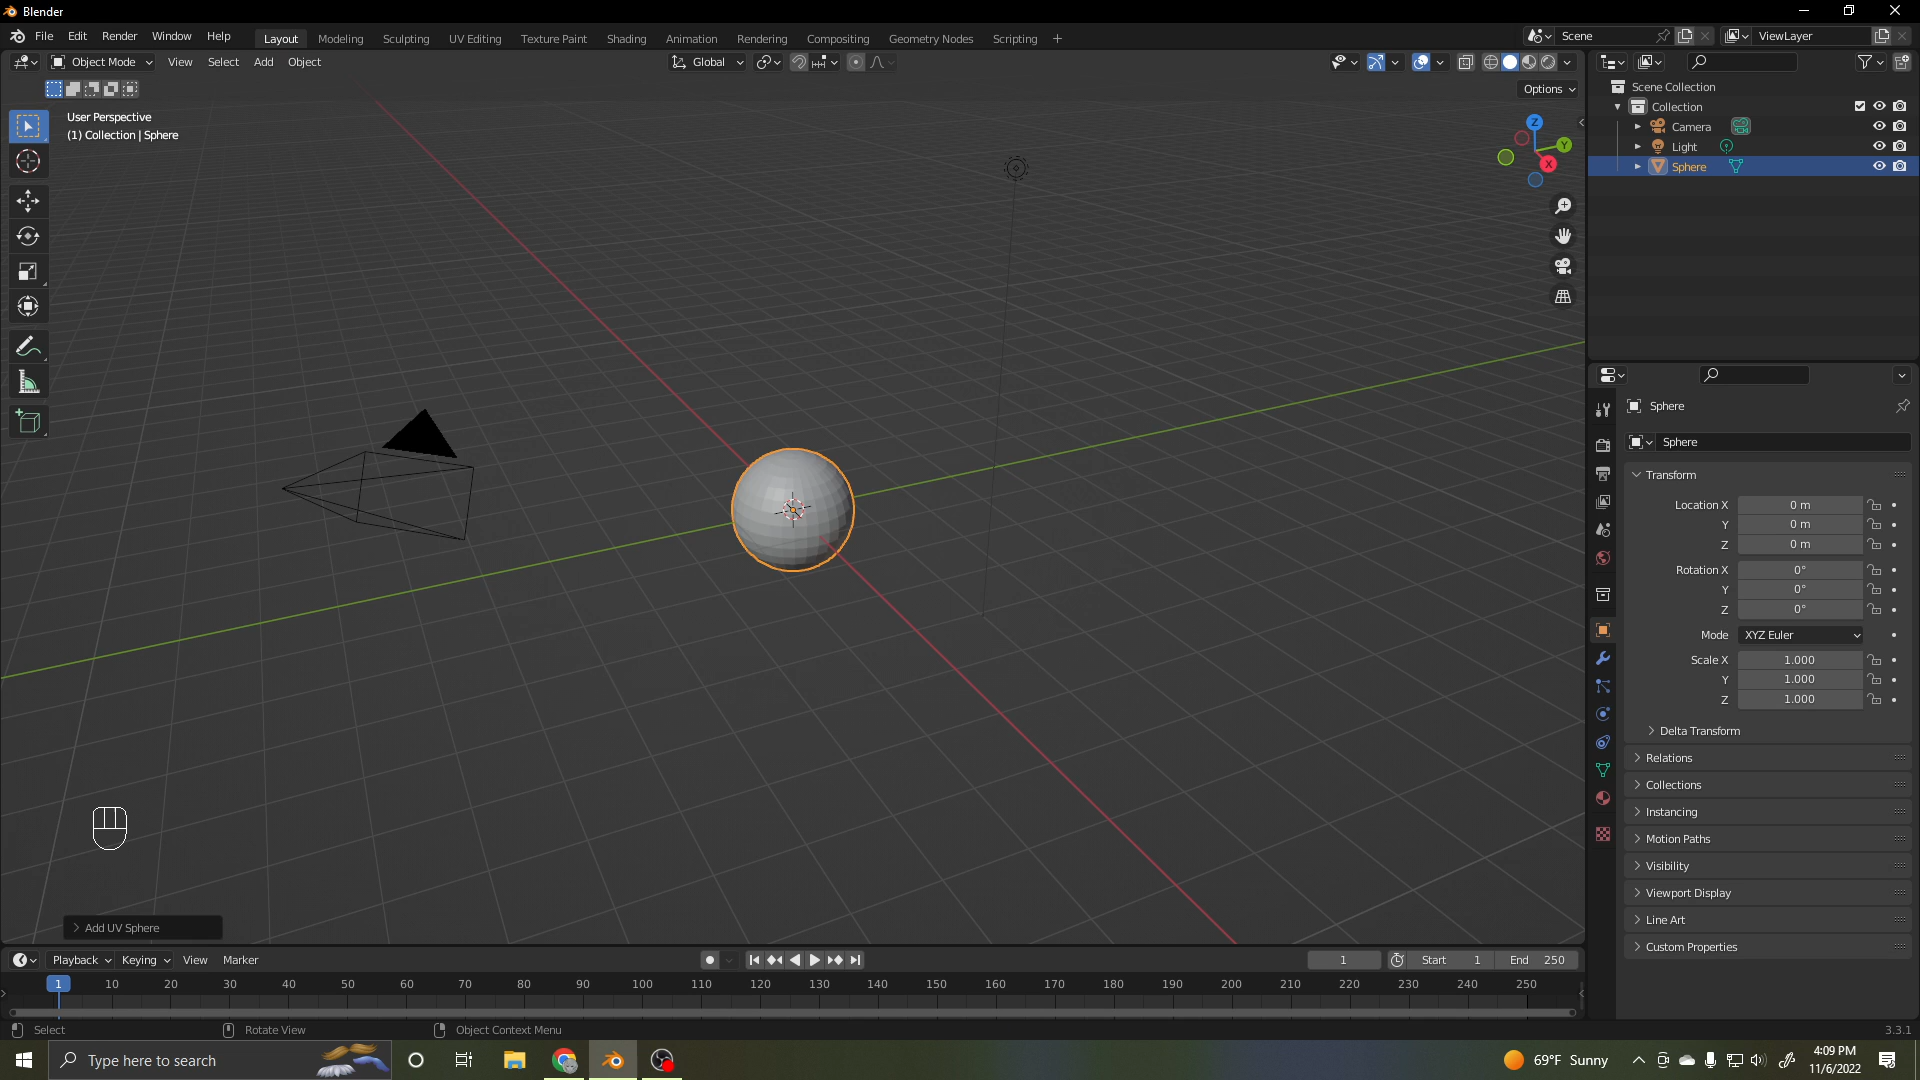 Blender
File Edit Render Window Help Layout Modeling Sculpting UV Editing Texture Paint Shading Animation Rendering Compositing Geometry Nodes Scripting + Scene ViewLayer
Object Mode View Select Add Object Global
Options
User Perspective
(1) Collection | Sphere
Z
Y
X
Scene Collection
Collection
Camera
Light
Sphere
Sphere
Sphere
Transform
Location X 0 m
Y 0 m
Z 0 m
Rotation X 0°
Y 0°
Z 0°
Mode XYZ Euler
Scale X 1.000
Y 1.000
Z 1.000
Delta Transform
Relations
Collections
Instancing
Motion Paths
Visibility
Viewport Display
Line Art
Custom Properties
Add UV Sphere
Playback Keying View Marker 1 Start 1 End 250
1 10 20 30 40 50 60 70 80 90 100 110 120 130 140 150 160 170 180 190 200 210 220 230 240 250
Select Rotate View Object Context Menu 3.3.1
Type here to search 69°F Sunny 4:09 PM
11/6/2022